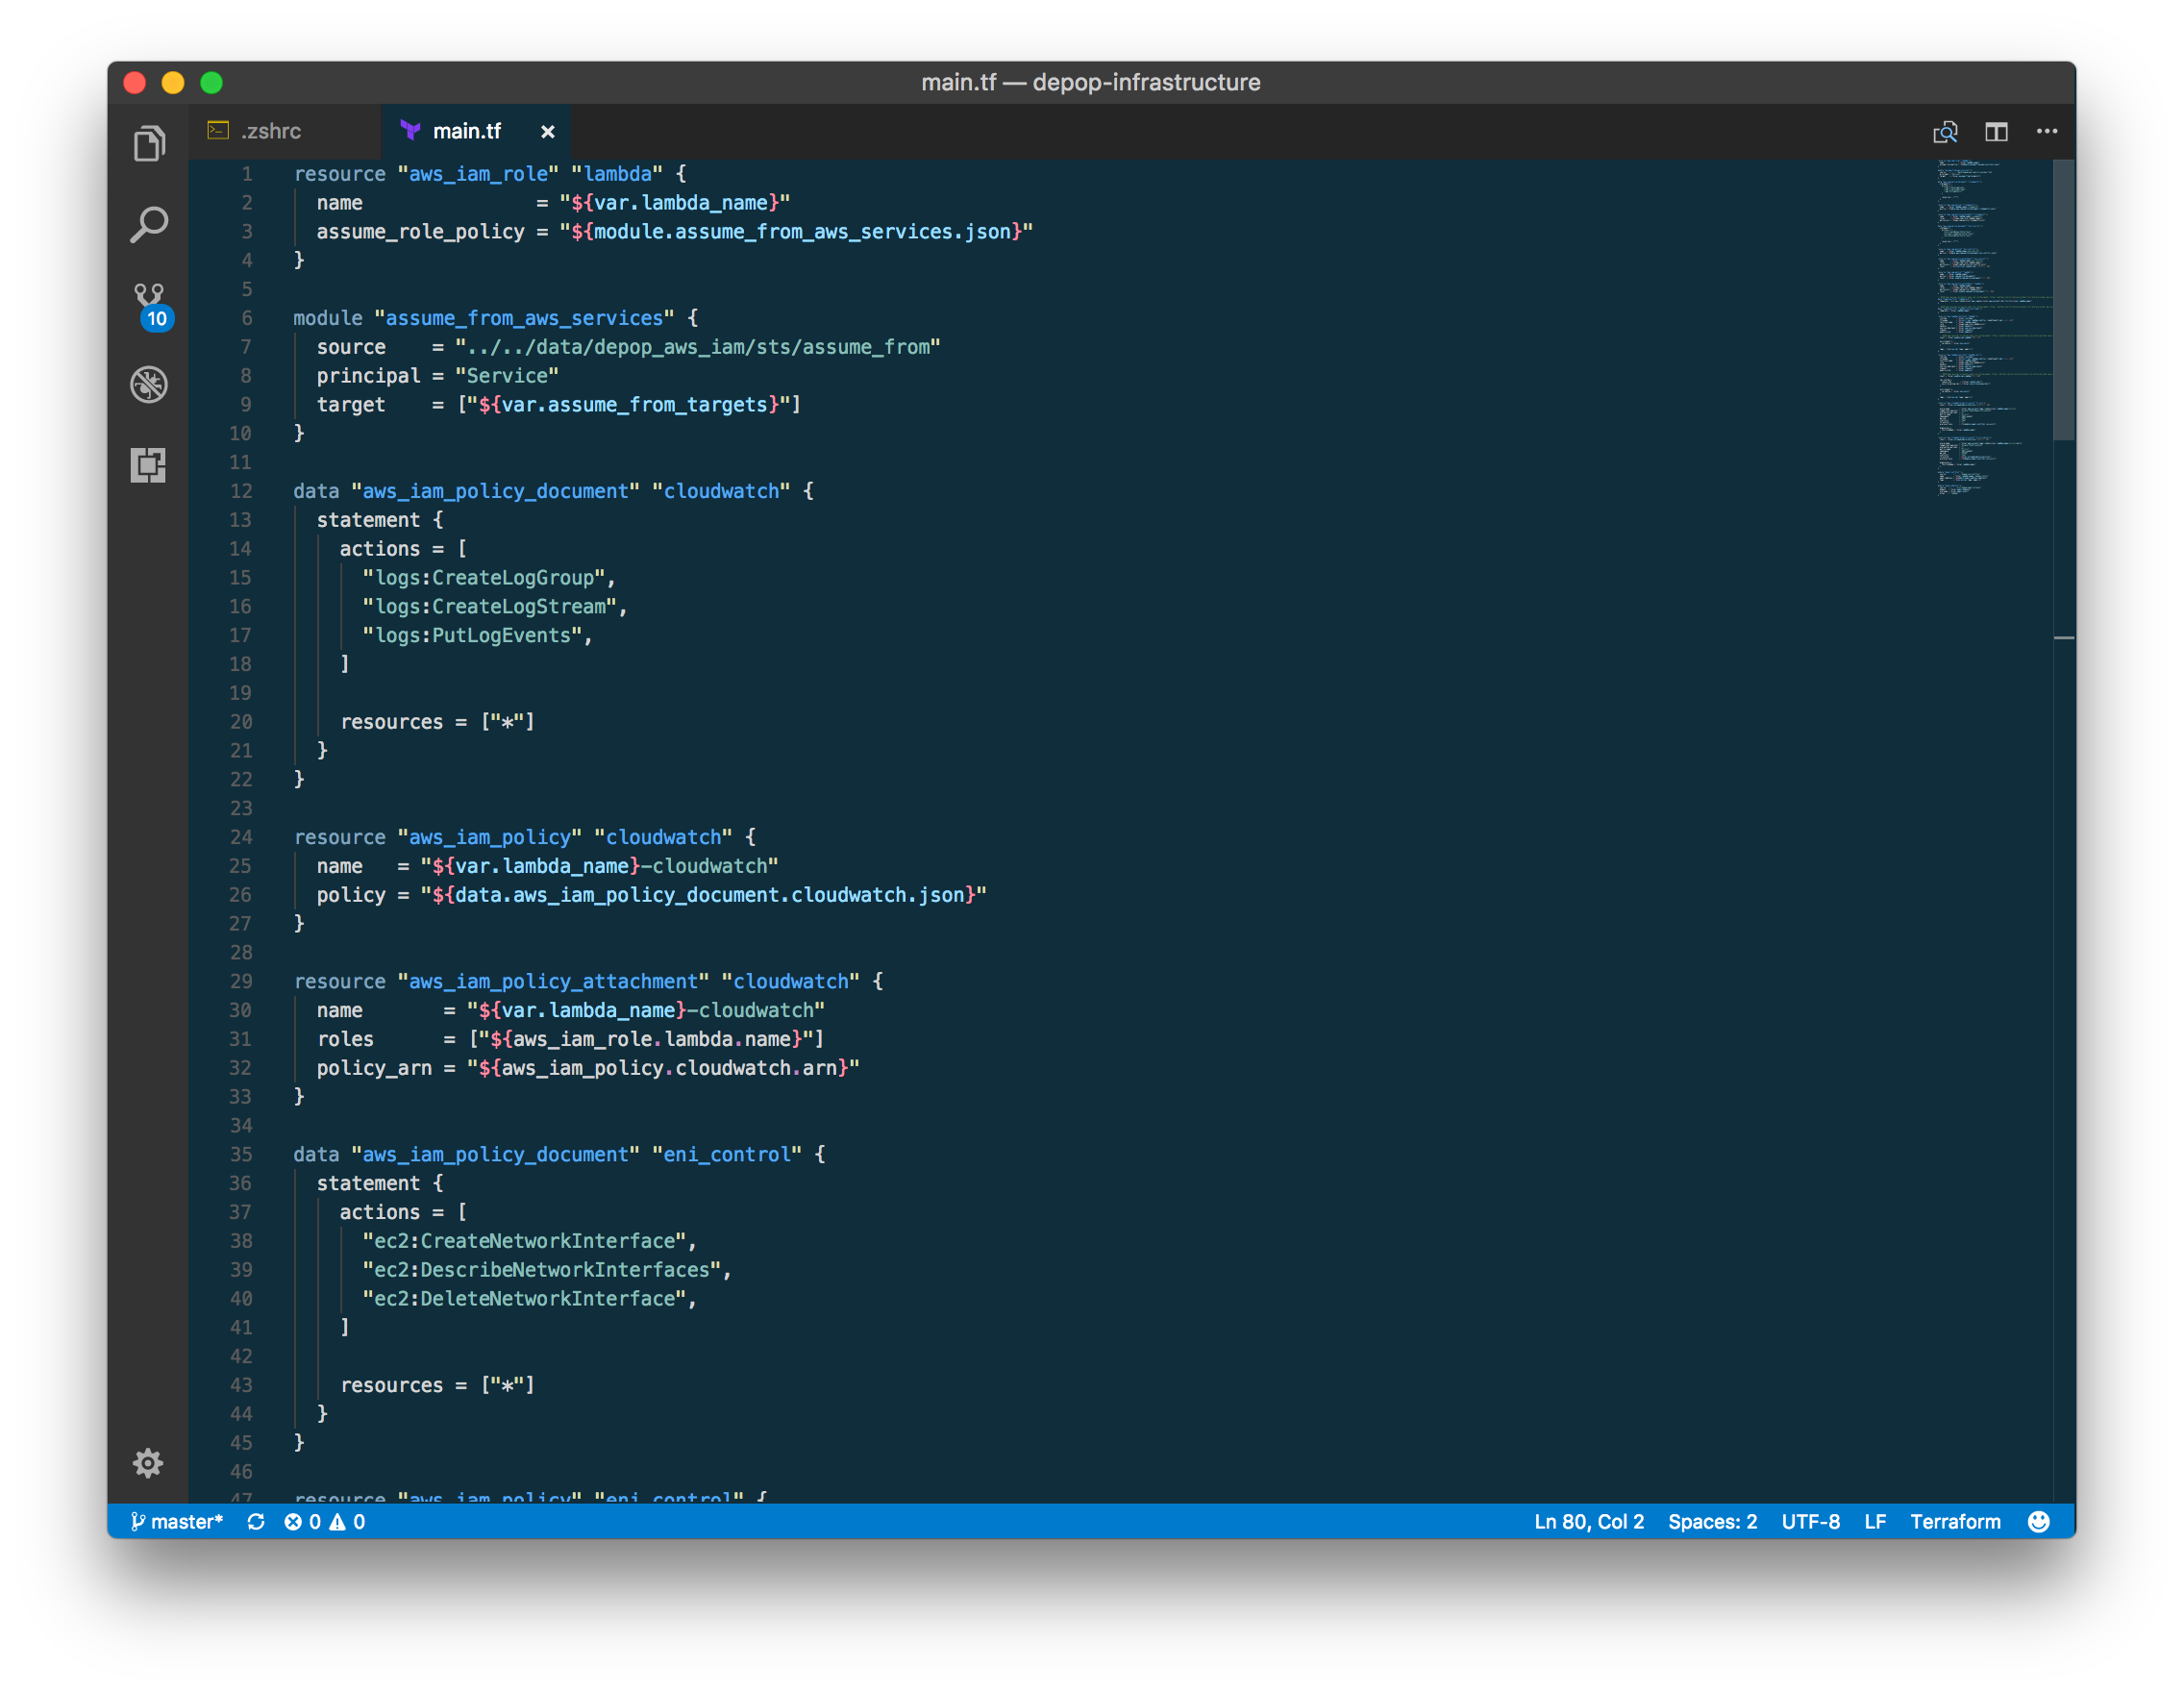 main.tf — depop-infrastructure
.zshrc
main.tf
10
1 resource "aws_iam_role" "lambda" {
2   name               = "${var.lambda_name}"
3   assume_role_policy = "${module.assume_from_aws_services.json}"
4 }
5
6 module "assume_from_aws_services" {
7   source    = "../../data/depop_aws_iam/sts/assume_from"
8   principal = "Service"
9   target    = ["${var.assume_from_targets}"]
10 }
11
12 data "aws_iam_policy_document" "cloudwatch" {
13   statement {
14     actions = [
15       "logs:CreateLogGroup",
16       "logs:CreateLogStream",
17       "logs:PutLogEvents",
18     ]
19
20     resources = ["*"]
21   }
22 }
23
24 resource "aws_iam_policy" "cloudwatch" {
25   name   = "${var.lambda_name}-cloudwatch"
26   policy = "${data.aws_iam_policy_document.cloudwatch.json}"
27 }
28
29 resource "aws_iam_policy_attachment" "cloudwatch" {
30   name       = "${var.lambda_name}-cloudwatch"
31   roles      = ["${aws_iam_role.lambda.name}"]
32   policy_arn = "${aws_iam_policy.cloudwatch.arn}"
33 }
34
35 data "aws_iam_policy_document" "eni_control" {
36   statement {
37     actions = [
38       "ec2:CreateNetworkInterface",
39       "ec2:DescribeNetworkInterfaces",
40       "ec2:DeleteNetworkInterface",
41     ]
42
43     resources = ["*"]
44   }
45 }
46
47 resource "aws_iam_policy" "eni_control" {
master* 0 0 Ln 80, Col 2 Spaces: 2 UTF-8 LF Terraform